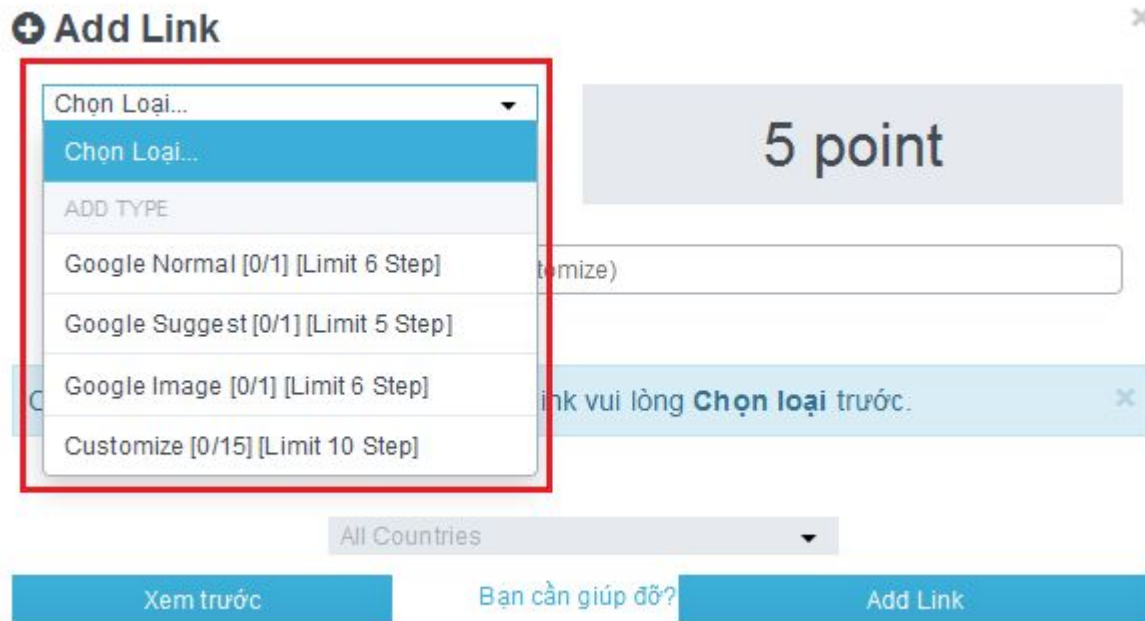 Add Link
Chọn Loại...
Chọn Loại...
ADD TYPE
Google Normal [0/1] [Limit 6 Step]
Google Suggest [0/1] [Limit 5 Step]
Google Image [0/1] [Limit 6 Step]
Customize [0/15] [Limit 10 Step]
5 point
tomize)
ink vui lòng Chọn loại trước.
All Countries
Xem trước
Bạn cần giúp đỡ?
Add Link